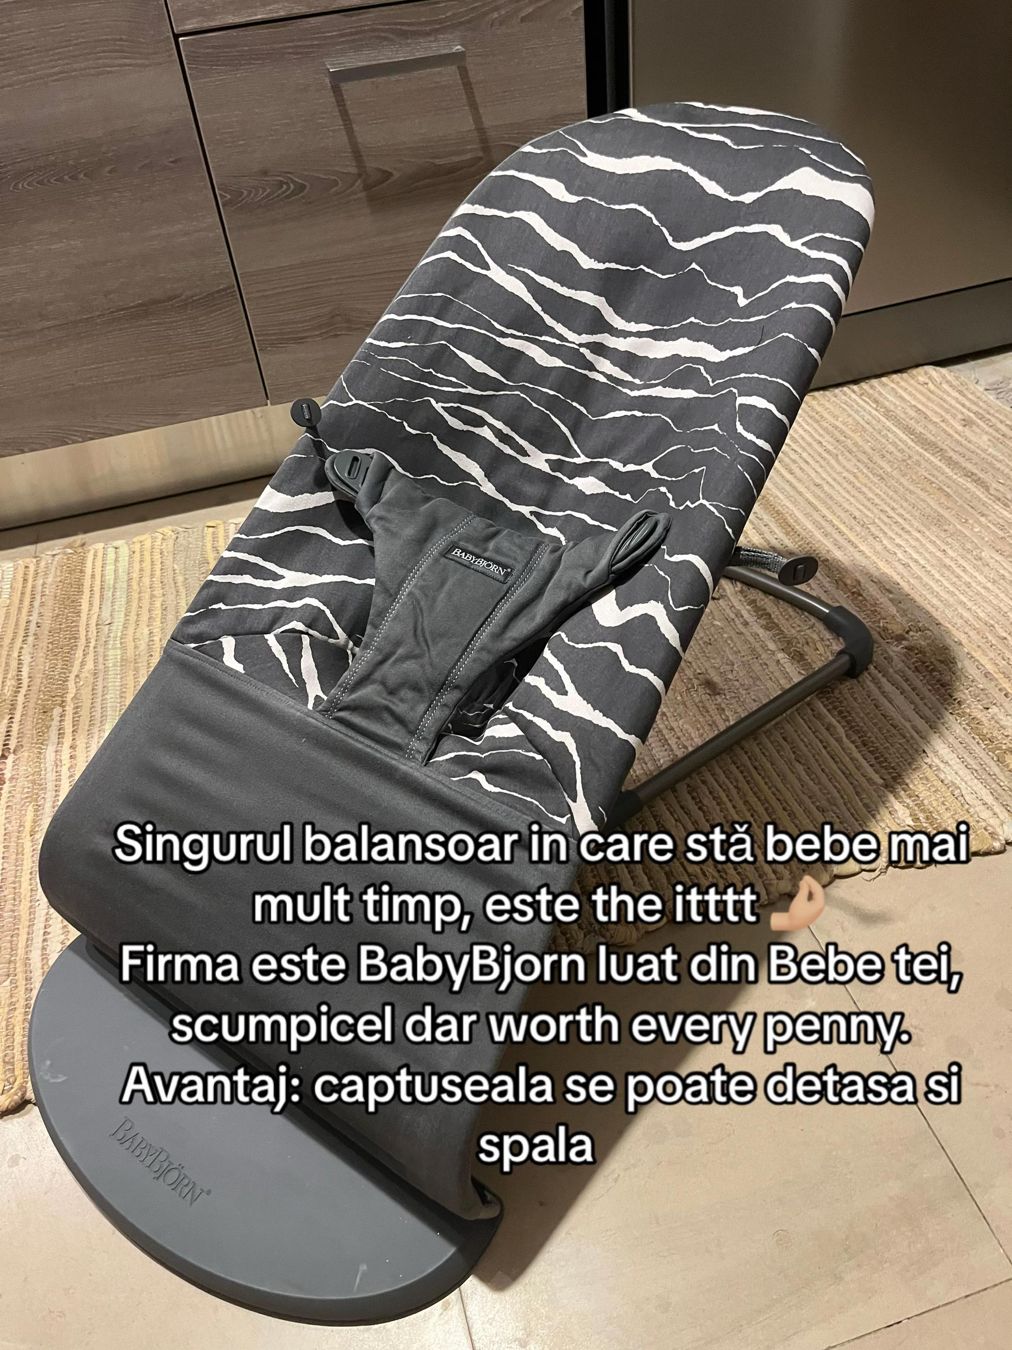 BABYBJÖRN
Singurul balansoar in care stă bebe mai
mult timp, este the itttt 🤌🏼
Firma este BabyBjorn luat din Bebe tei,
scumpicel dar worth every penny.
Avantaj: captuseala se poate detasa si
spala
BABYBJÖRN®